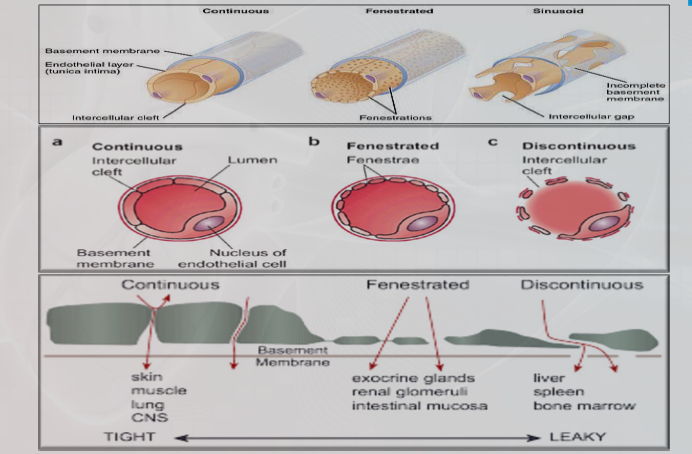 Continuous
Fenestrated
Sinusoid
Basement membrane
Endothelial layer
(tunica intima)
Intercellular cleft
Fenestrations
Incomplete
basement
membrane
Intercellular gap
a
Continuous
Intercellular
cleft
Lumen
Basement
membrane
Nucleus of
endothelial cell
b
Fenestrated
Fenestrae
c
Discontinuous
Intercellular
cleft
Continuous
Fenestrated
Discontinuous
Basement
Membrane
skin
muscle
lung
CNS
exocrine glands
renal glomeruli
intestinal mucosa
liver
spleen
bone marrow
TIGHT
LEAKY